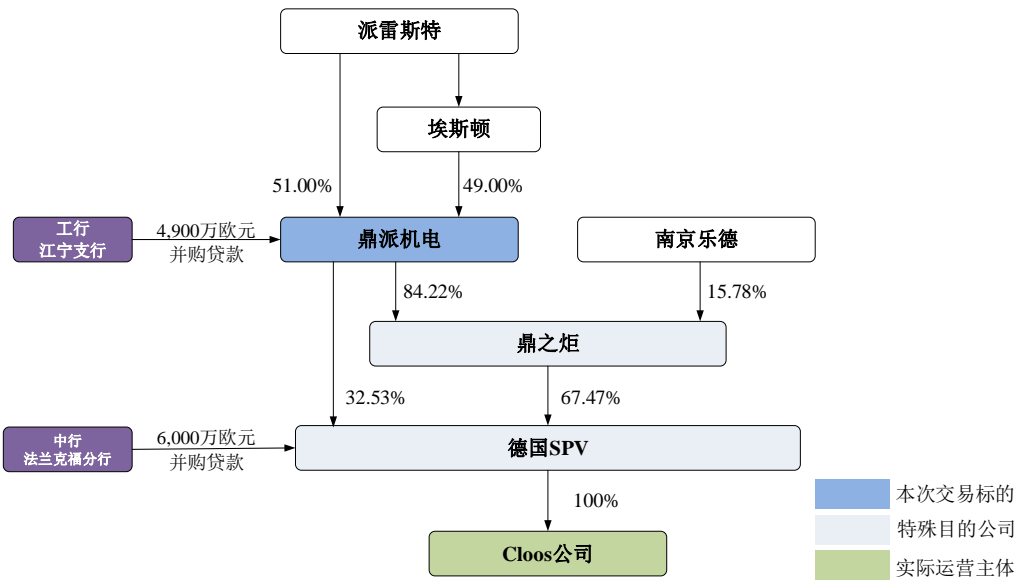 派雷斯特
埃斯顿
51.00%
49.00%
工行
江宁支行
4,900万欧元
并购贷款
鼎派机电
南京乐德
84.22%
15.78%
鼎之炬
32.53%
67.47%
中行
法兰克福分行
6,000万欧元
并购贷款
德国SPV
100%
Cloos公司
本次交易标的
特殊目的公司
实际运营主体